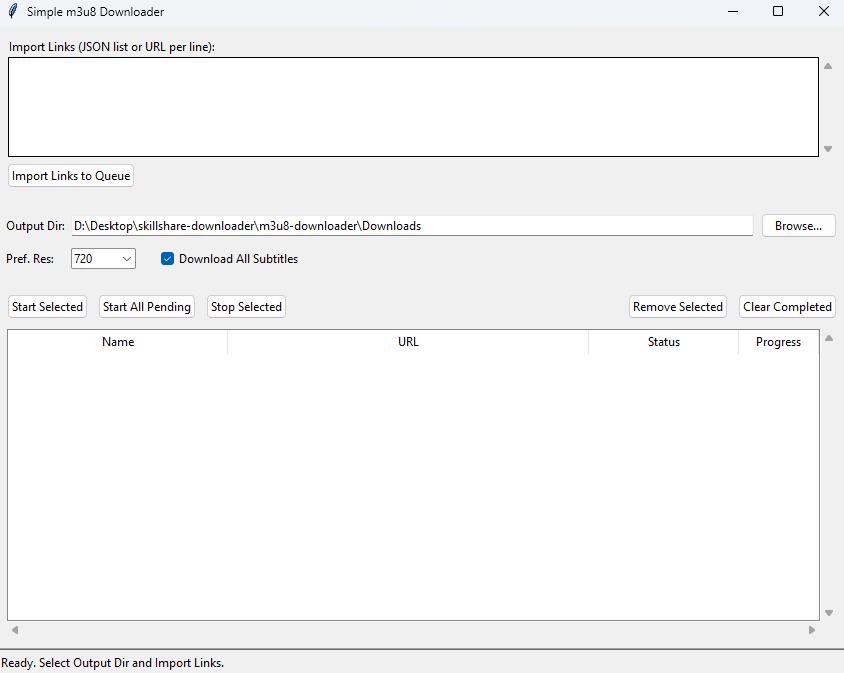 Simple m3u8 Downloader
Import Links (JSON list or URL per line):
Import Links to Queue
Output Dir: D:\Desktop\skillshare-downloader\m3u8-downloader\Downloads Browse...
Pref. Res: 720 Download All Subtitles
Start Selected Start All Pending Stop Selected Remove Selected Clear Completed
Name URL Status Progress
Ready. Select Output Dir and Import Links.